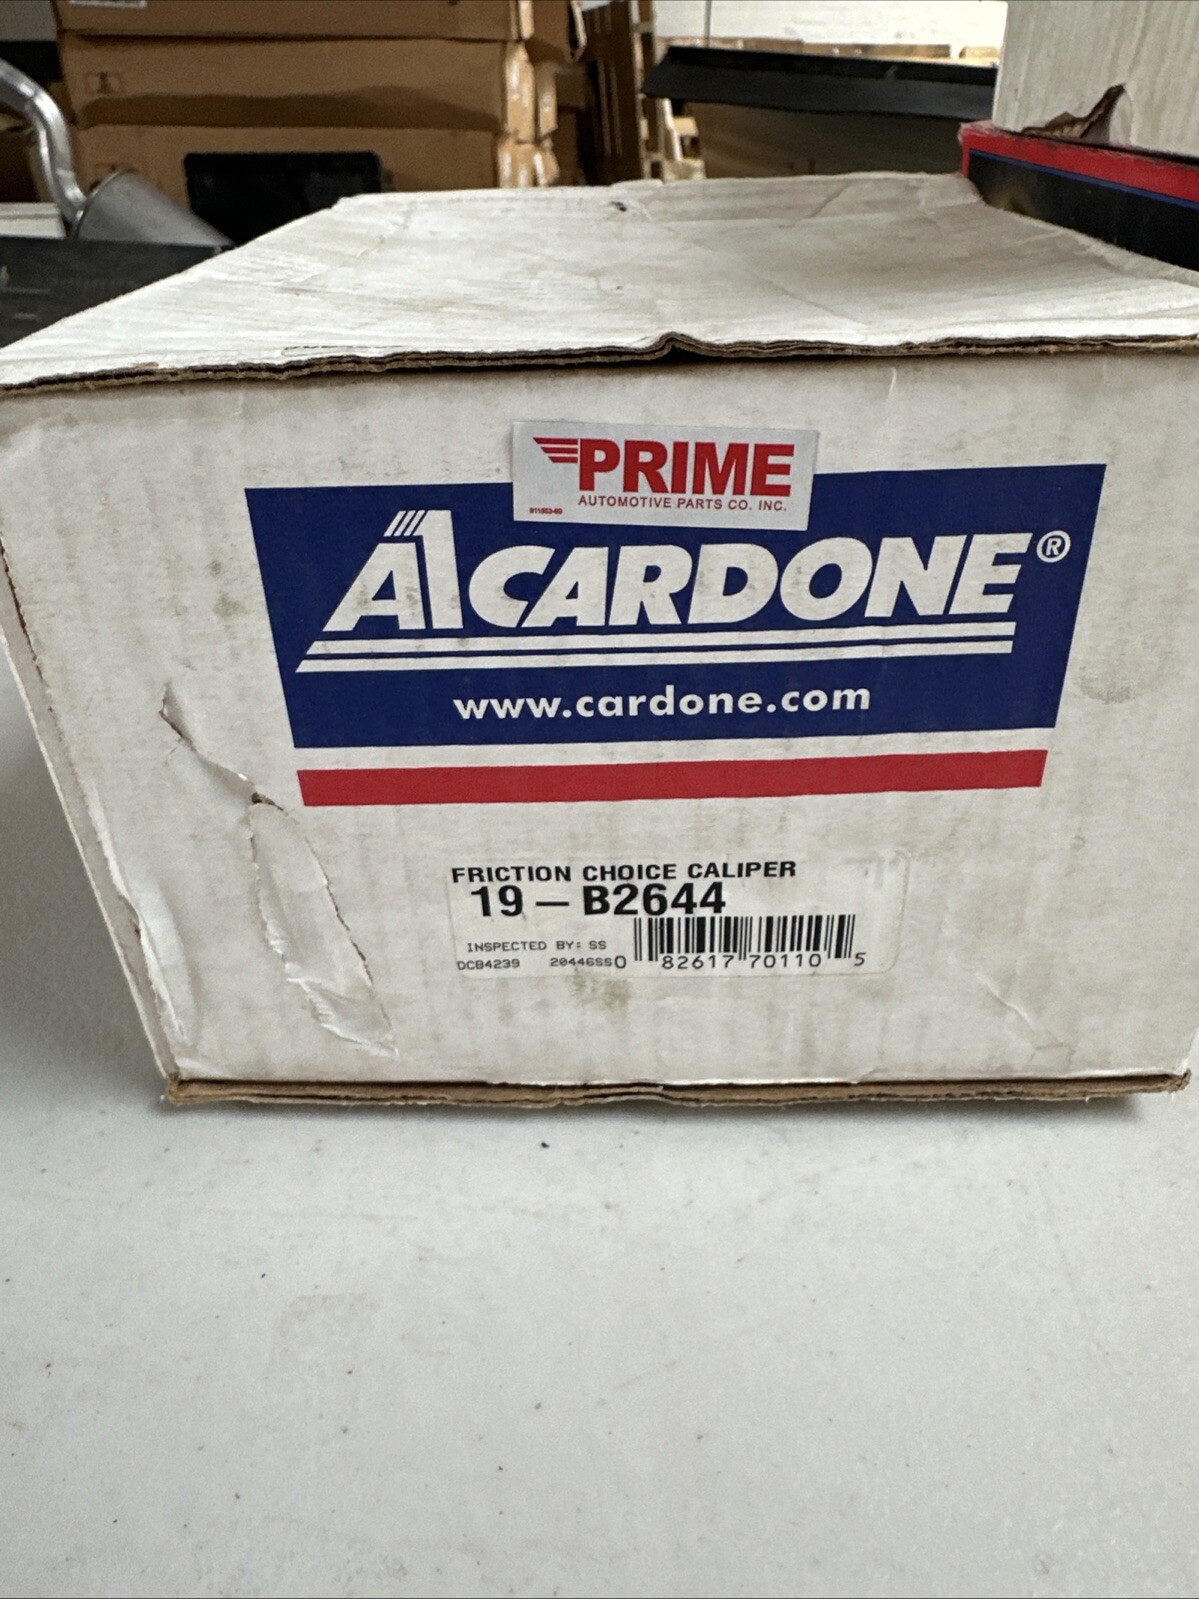 PRIME
AUTOMOTIVE PARTS CO. INC.
A1 CARDONE®
www.cardone.com
FRICTION CHOICE CALIPER
19-B2644
INSPECTED BY: SS
DCB4239 20446SS
0 82617 70110 5